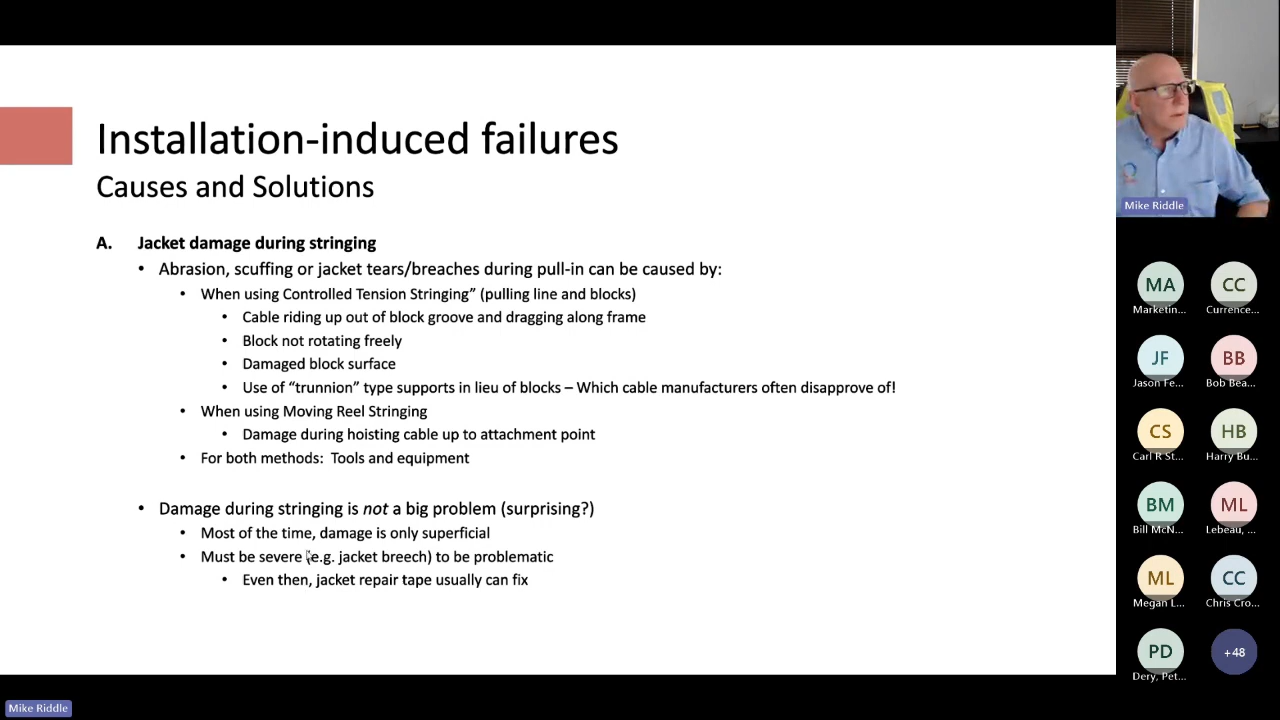 Installation-induced failures
Causes and Solutions
A. Jacket damage during stringing
• Abrasion, scuffing or jacket tears/breaches during pull-in can be caused by:
• When using Controlled Tension Stringing” (pulling line and blocks)
• Cable riding up out of block groove and dragging along frame
• Block not rotating freely
• Damaged block surface
• Use of “trunnion” type supports in lieu of blocks – Which cable manufacturers often disapprove of!
• When using Moving Reel Stringing
• Damage during hoisting cable up to attachment point
• For both methods: Tools and equipment
• Damage during stringing is not a big problem (surprising?)
• Most of the time, damage is only superficial
• Must be severe (e.g. jacket breech) to be problematic
• Even then, jacket repair tape usually can fix
Mike Riddle
MA CC
Marketin... Currence...
JF BB
Jason Fe... Bob Bea...
CS HB
Carl R St... Harry Bu...
BM ML
Bill McN... Lebeau, ...
ML CC
Megan L... Chris Cro...
PD +48
Dery, Pet...
Mike Riddle